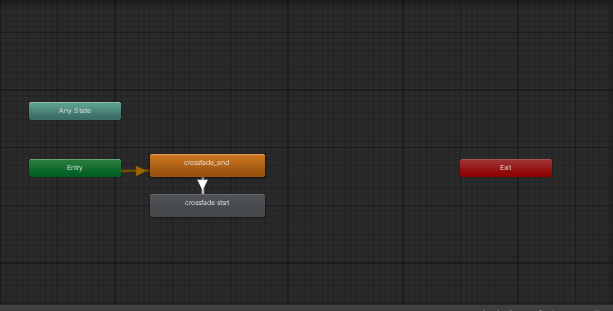 Any State
Entry
crossfade_end
Exit
crossfade start